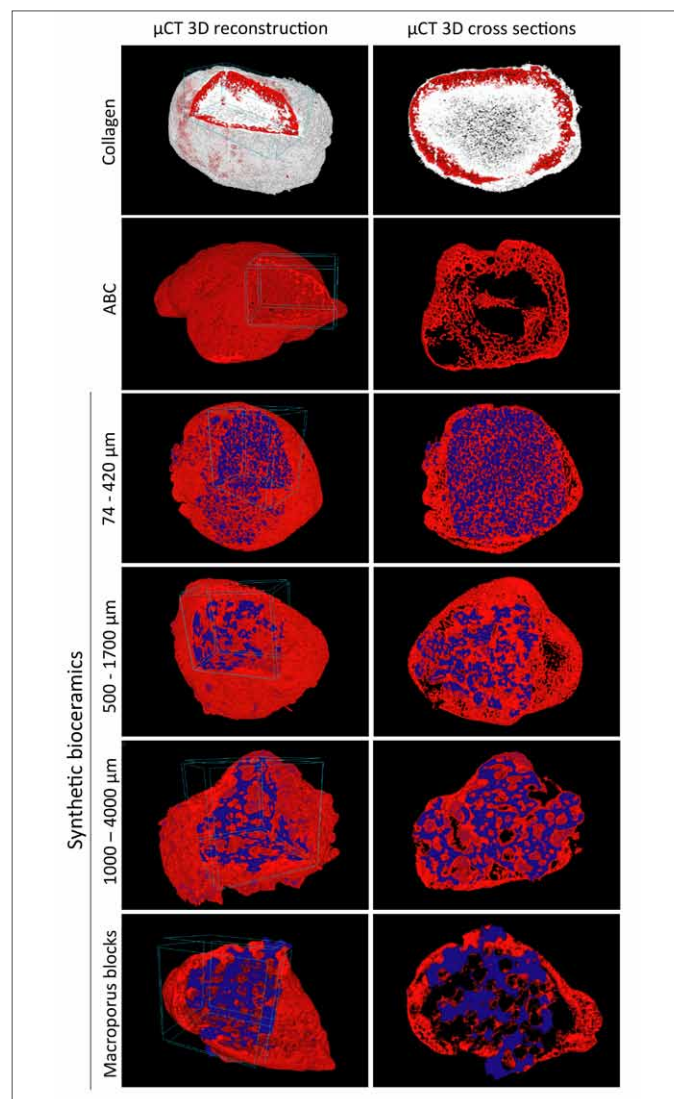 μCT 3D reconstruction
μCT 3D cross sections
Collagen
ABC
Synthetic bioceramics
74 - 420 μm
500 - 1700 μm
1000 – 4000 μm
Macroporus blocks